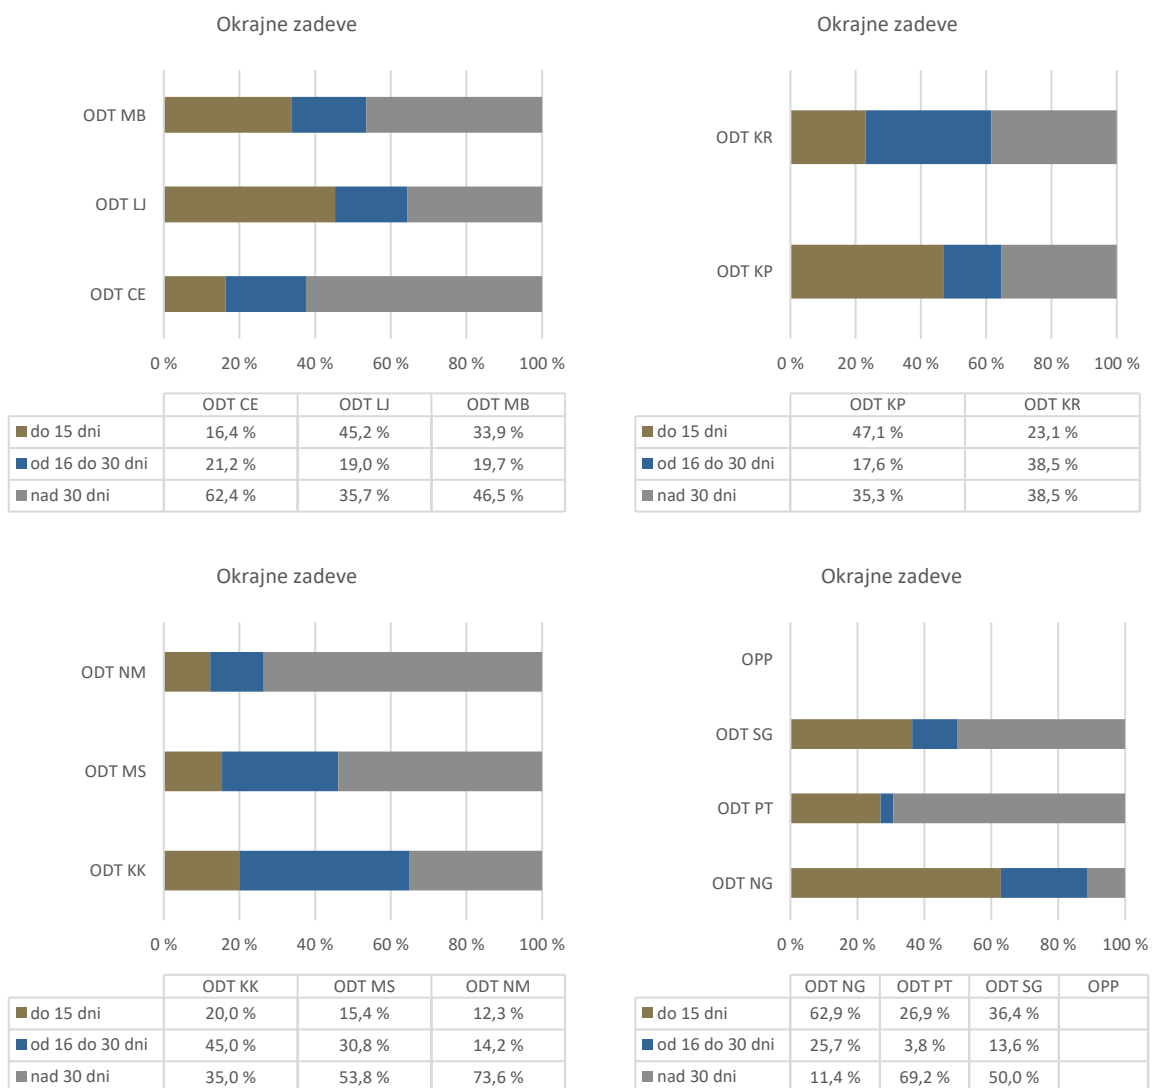 Okrajne zadeve
ODT MB
ODT LJ
ODT CE
0 % 20 % 40 % 60 % 80 % 100 %
ODT CE ODT LJ ODT MB
do 15 dni 16,4 % 45,2 % 33,9 %
od 16 do 30 dni 21,2 % 19,0 % 19,7 %
nad 30 dni 62,4 % 35,7 % 46,5 %
Okrajne zadeve
ODT KR
ODT KP
0 % 20 % 40 % 60 % 80 % 100 %
ODT KP ODT KR
do 15 dni 47,1 % 23,1 %
od 16 do 30 dni 17,6 % 38,5 %
nad 30 dni 35,3 % 38,5 %
Okrajne zadeve
ODT NM
ODT MS
ODT KK
0 % 20 % 40 % 60 % 80 % 100 %
ODT KK ODT MS ODT NM
do 15 dni 20,0 % 15,4 % 12,3 %
od 16 do 30 dni 45,0 % 30,8 % 14,2 %
nad 30 dni 35,0 % 53,8 % 73,6 %
Okrajne zadeve
OPP
ODT SG
ODT PT
ODT NG
0 % 20 % 40 % 60 % 80 % 100 %
ODT NG ODT PT ODT SG OPP
do 15 dni 62,9 % 26,9 % 36,4 %
od 16 do 30 dni 25,7 % 3,8 % 13,6 %
nad 30 dni 11,4 % 69,2 % 50,0 %